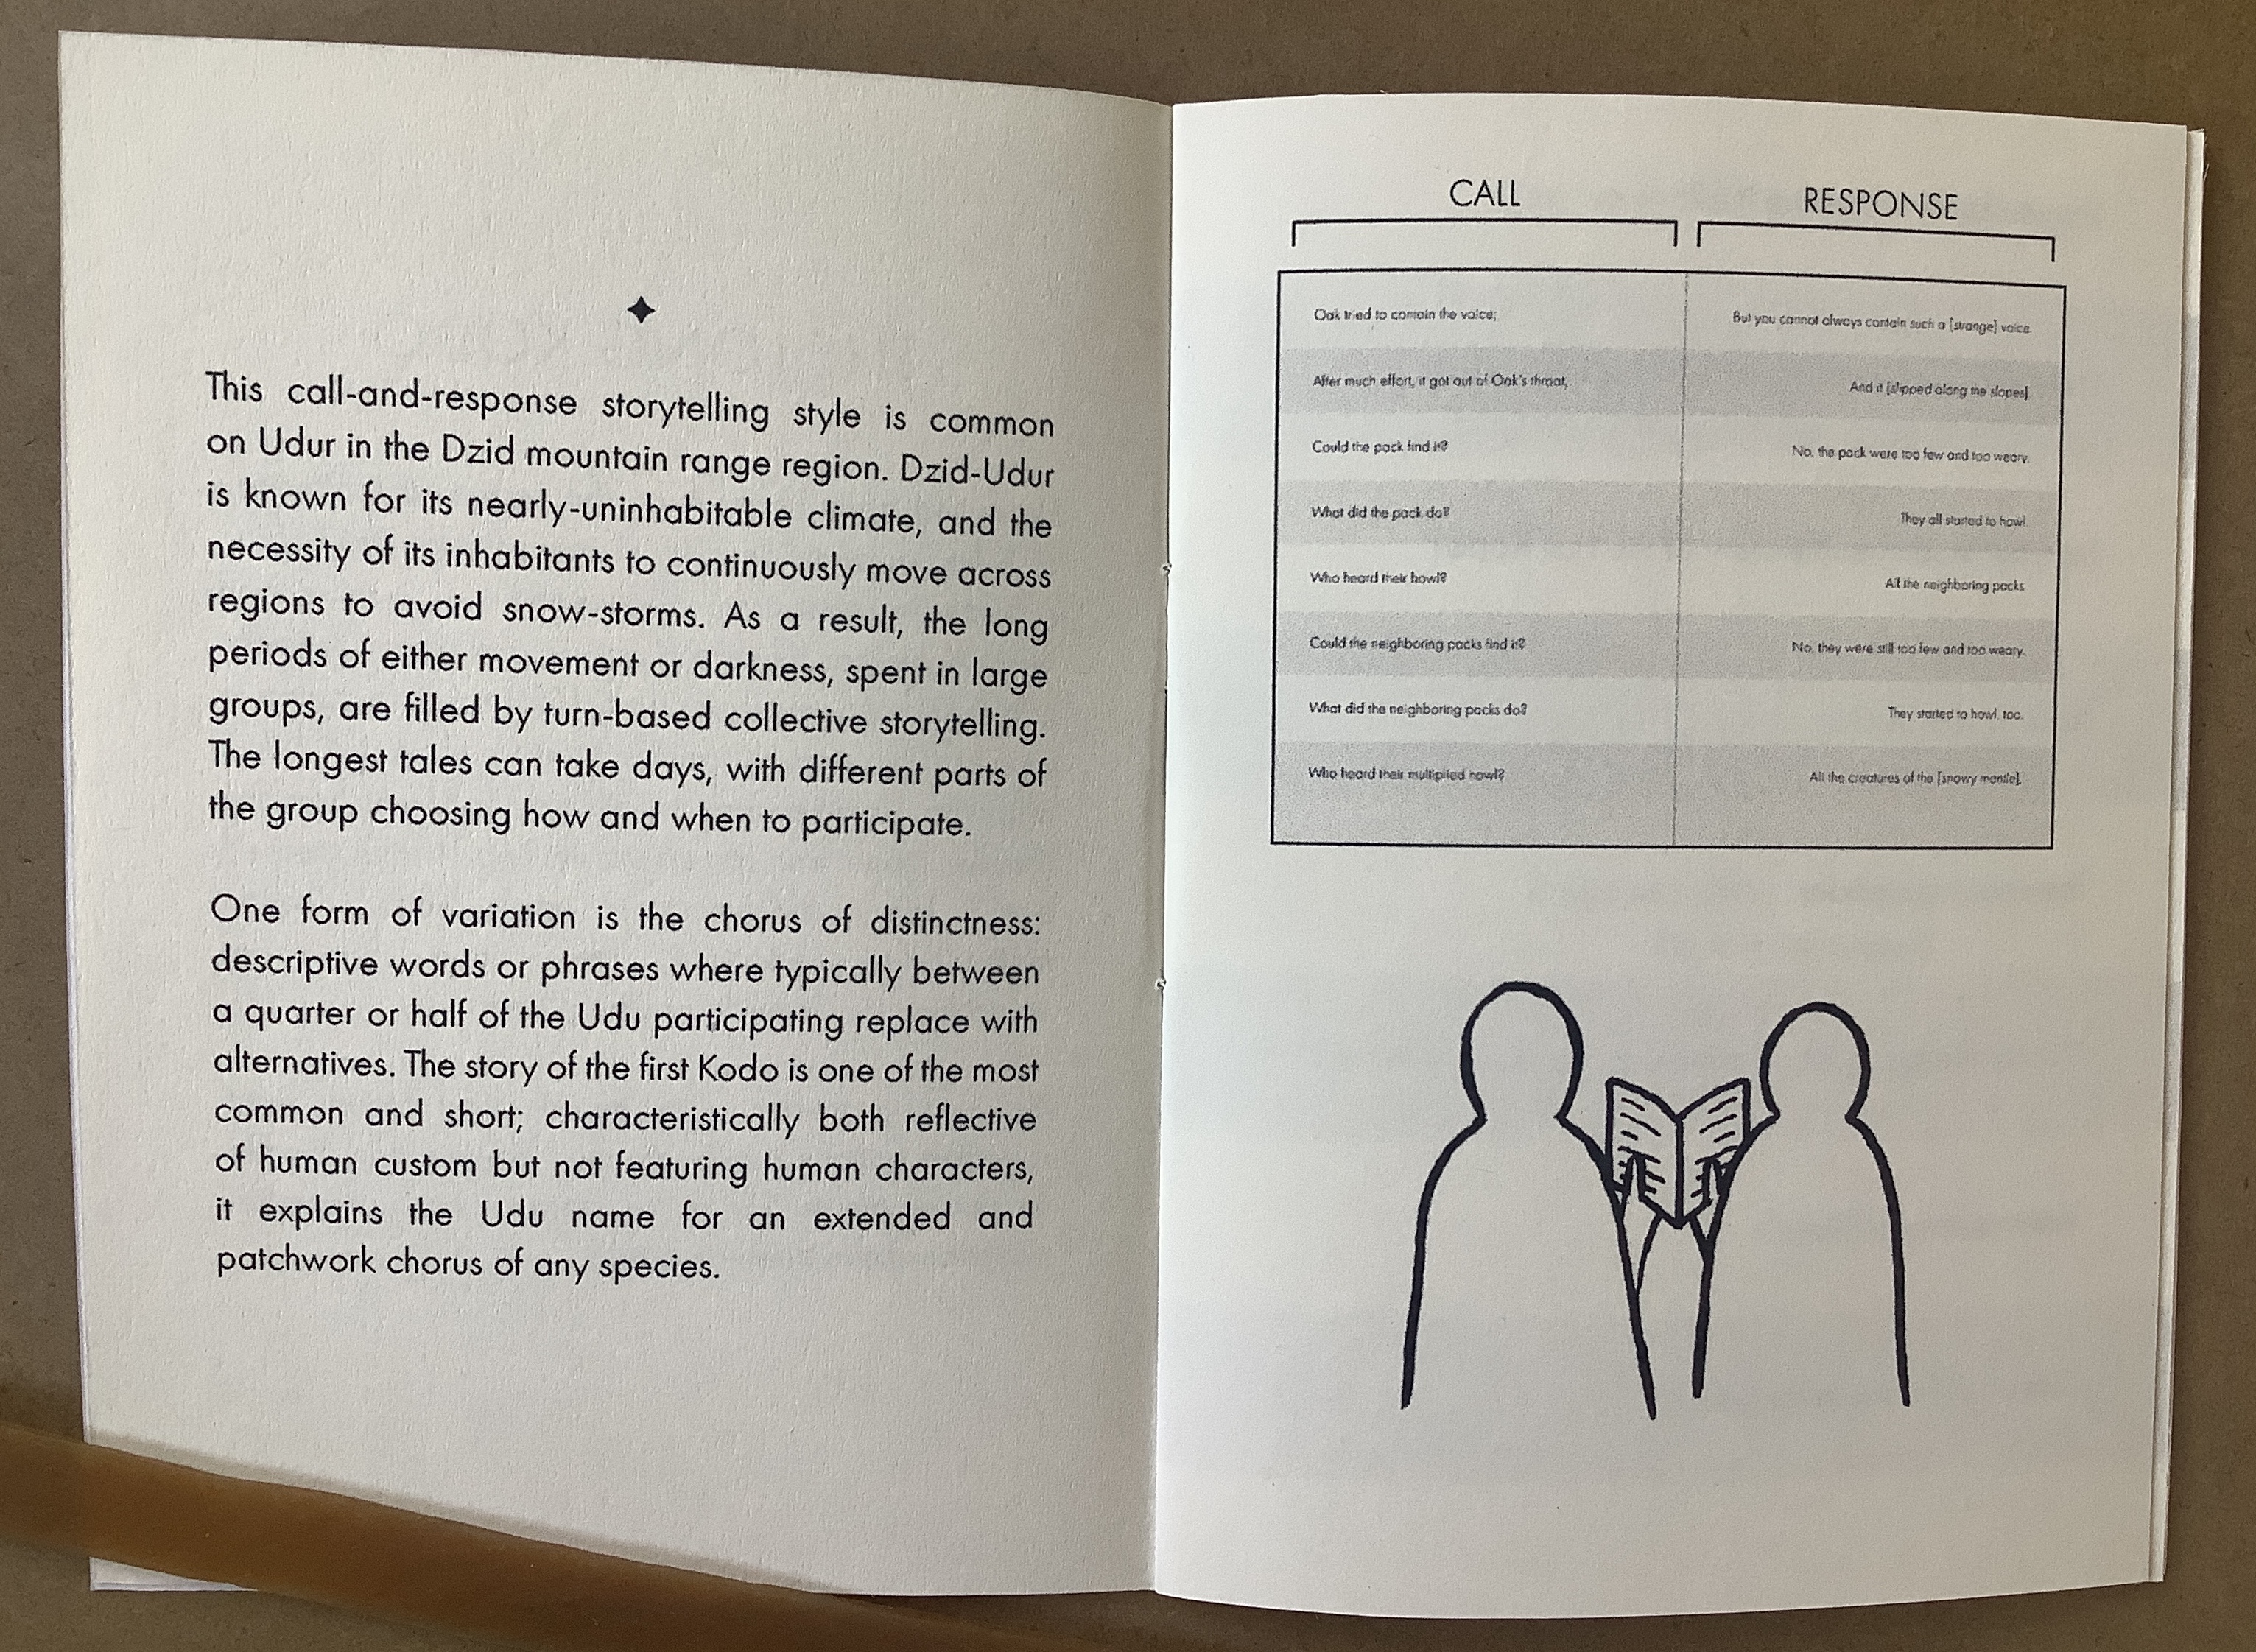 This call-and-response storytelling style is common
on Udur in the Dzid mountain range region. Dzid-Udur
is known for its nearly-uninhabitable climate, and the
necessity of its inhabitants to continuously move across
regions to avoid snow-storms. As a result, the long
periods of either movement or darkness, spent in large
groups, are filled by turn-based collective storytelling.
The longest tales can take days, with different parts of
the group choosing how and when to participate.
One form of variation is the chorus of distinctness:
descriptive words or phrases where typically between
a quarter or half of the Udu participating replace with
alternatives. The story of the first Kodo is one of the most
common and short; characteristically both reflective
of human custom but not featuring human characters,
it explains the Udu name for an extended and
patchwork chorus of any species.
CALL RESPONSE
Oak tried to contain the voice; But you cannot always contain such a [strange] voice.
After much effort, it got out of Oak's throat, And it [slipped along the slopes].
Could the pack find it? No, the pack were too few and too weary.
What did the pack do? They all started to howl.
Who heard their howl? All the neighboring packs.
Could the neighboring packs find it? No, they were still too few and too weary.
What did the neighboring packs do? They started to howl, too.
Who heard their multiplied howl? All the creatures of the [snowy mantle].